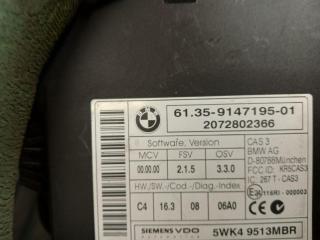 61.35-9147195-01
2072802366
Software, Version
CAS 3
MCV FSV SSV
BMW AG
00.00.00 2.1.5 3.3.0
D-80788München
FCC ID: KR5CAS3
IC: 267 T - CAS3
HW-/SW.-/Cod.-/Diag.-Index
C4 16.3 08 06A0
SIEMENS VDO 5WK4 9513MBR